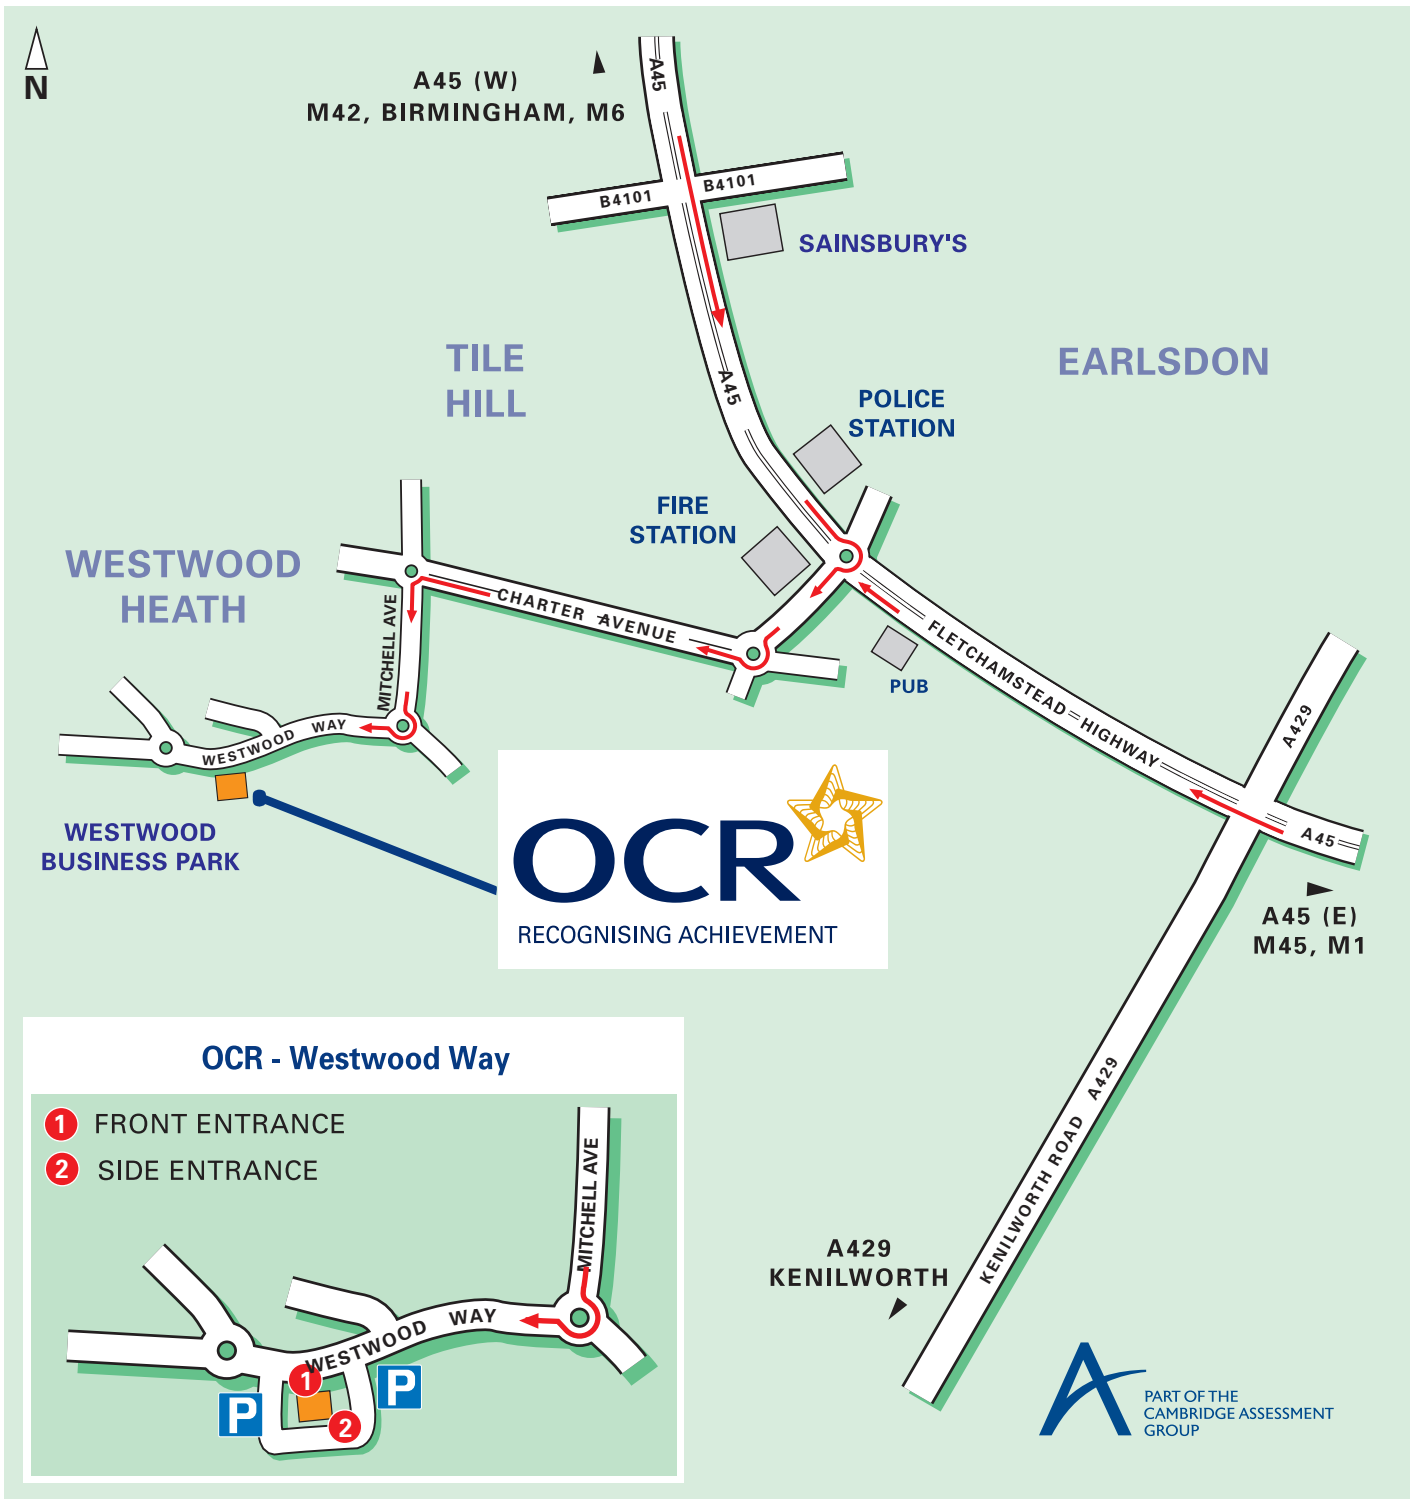 N
A45 (W)
M42, BIRMINGHAM, M6
A45
B4101
B4101
SAINSBURY'S
TILE
HILL
A45
EARLSDON
POLICE
STATION
FIRE
STATION
WESTWOOD
HEATH
CHARTER AVENUE
MITCHELL AVE
FLETCHAMSTEAD HIGHWAY
PUB
A429
WESTWOOD WAY
WESTWOOD
BUSINESS PARK
OCR
RECOGNISING ACHIEVEMENT
A45
A45 (E)
M45, M1
OCR - Westwood Way
1 FRONT ENTRANCE
2 SIDE ENTRANCE
MITCHELL AVE
WESTWOOD WAY
1
P
P
2
KENILWORTH ROAD A429
A429
KENILWORTH
PART OF THE
CAMBRIDGE ASSESSMENT
GROUP